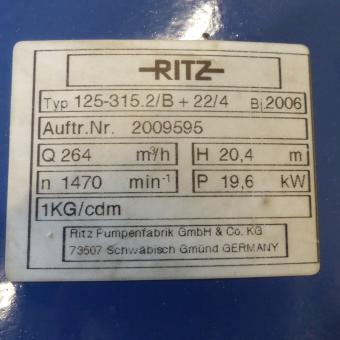 RITZ
Typ 125-315.2/B + 22/4 Bj. 2006
Auftr.Nr. 2009595
Q 264 m³/h H 20,4 m
n 1470 min⁻¹ P 19,6 kW
1KG/cdm
Ritz Pumpenfabrik GmbH & Co. KG
73507 Schwäbisch Gmünd GERMANY